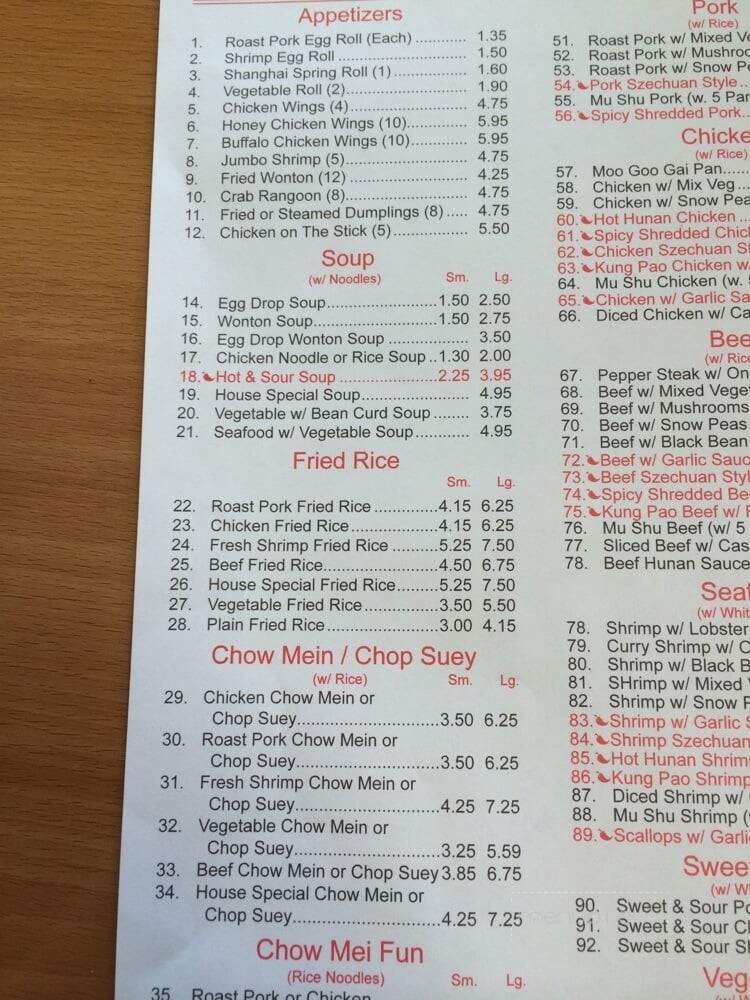 Appetizers
1. Roast Pork Egg Roll (Each) ............ 1.35
2. Shrimp Egg Roll ............................ 1.50
3. Shanghai Spring Roll (1) ................ 1.60
4. Vegetable Roll (2)........................... 1.90
5. Chicken Wings (4) .......................... 4.75
6. Honey Chicken Wings (10)............. 5.95
7. Buffalo Chicken Wings (10)............ 5.95
8. Jumbo Shrimp (5) ........................... 4.75
9. Fried Wonton (12) .......................... 4.25
10. Crab Rangoon (8)........................... 4.75
11. Fried or Steamed Dumplings (8) ..... 4.75
12. Chicken on The Stick (5) ................. 5.50
Soup
(w/ Noodles) Sm. Lg.
14. Egg Drop Soup.........................1.50 2.50
15. Wonton Soup............................1.50 2.75
16. Egg Drop Wonton Soup ................. 3.50
17. Chicken Noodle or Rice Soup ..1.30 2.00
18. Hot & Sour Soup ......................2.25 3.95
19. House Special Soup........................ 4.95
20. Vegetable w/ Bean Curd Soup ........ 3.75
21. Seafood w/ Vegetable Soup............ 4.95
Fried Rice
Sm. Lg.
22. Roast Pork Fried Rice ..............4.15 6.25
23. Chicken Fried Rice....................4.15 6.25
24. Fresh Shrimp Fried Rice ..........5.25 7.50
25. Beef Fried Rice.........................4.50 6.75
26. House Special Fried Rice.........5.25 7.50
27. Vegetable Fried Rice................3.50 5.50
28. Plain Fried Rice ........................3.00 4.15
Chow Mein / Chop Suey
(w/ Rice) Sm. Lg.
29. Chicken Chow Mein or
Chop Suey...............................3.50 6.25
30. Roast Pork Chow Mein or
Chop Suey...............................3.50 6.25
31. Fresh Shrimp Chow Mein or
Chop Suey...............................4.25 7.25
32. Vegetable Chow Mein or
Chop Suey...............................3.25 5.59
33. Beef Chow Mein or Chop Suey 3.85 6.75
34. House Special Chow Mein or
Chop Suey...............................4.25 7.25
Chow Mei Fun
(Rice Noodles) Sm. Lg.
35 Roast Pork or Chicken
Pork
(w/ Rice)
51. Roast Pork w/ Mixed
52. Roast Pork w/
53. Roast Pork w/ Snow
54. Pork Szechuan Style ..
55. Mu Shu Pork (w. 5
56. Spicy Shredded Pork..
(w/ Rice)
57. Moo Goo Gai Pan......
58. Chicken w/ Mix Veg ...
59. Chicken w/ Snow
60. Hot Hunan Chicken ..
61. Spicy Shredded
62. Chicken Szechuan
63. Kung Pao Chicken
64. Mu Shu Chicken (w.
65. Chicken w/ Garlic
66. Diced Chicken w/
67. Pepper Steak w/
68. Beef w/ Mixed
69. Beef w/ Mushrooms
70. Beef w/ Snow Peas
71. Beef w/ Black Bean
72. Beef w/ Garlic
73. Beef Szechuan
74. Spicy Shredded
75. Kung Pao Beef w/
76. Mu Shu Beef (w/ 5
77. Sliced Beef w/
78. Beef Hunan Sauce
78. Shrimp w/ Lobster
79. Curry Shrimp w/
80. Shrimp w/ Black
81. SHrimp w/ Mixed
82. Shrimp w/ Snow
83. Shrimp w/ Garlic
84. Shrimp Szechuan
85. Hot Hunan
86. Kung Pao Shrimp
87. Diced Shrimp w/
88. Mu Shu Shrimp (
89. Scallops w/
Sweet
90. Sweet & Sour
91. Sweet & Sour
92. Sweet & Sour